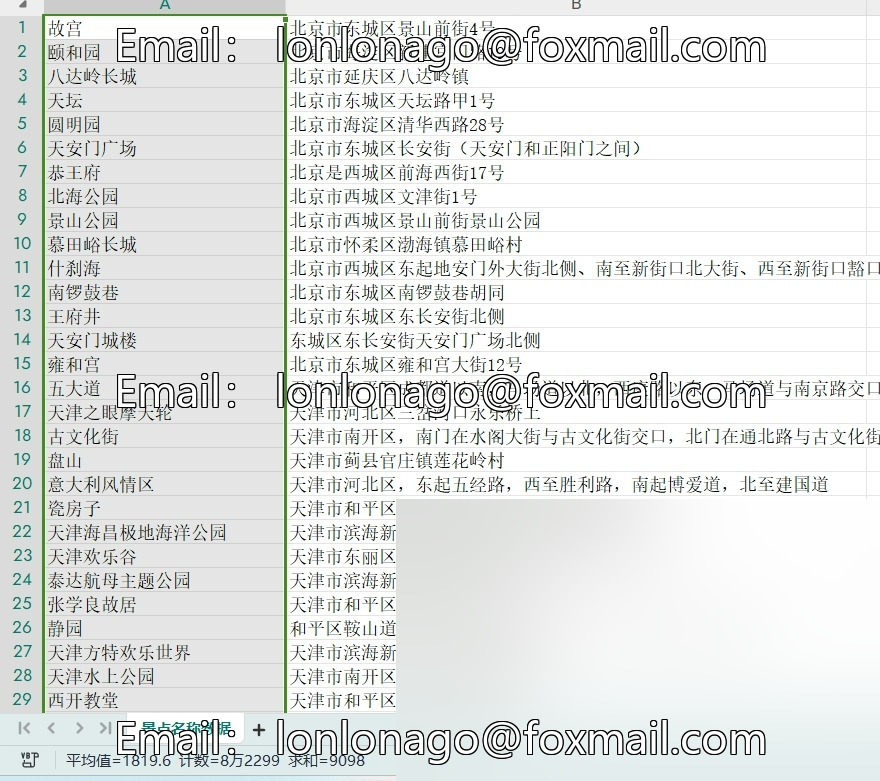 A B
1 故宫 北京市东城区景山前街4号
Email： lonlonago@foxmail.com
2 颐和园
3 八达岭长城 北京市延庆区八达岭镇
4 天坛 北京市东城区天坛路甲1号
5 圆明园 北京市海淀区清华西路28号
6 天安门广场 北京市东城区长安街（天安门和正阳门之间）
7 恭王府 北京是西城区前海西街17号
8 北海公园 北京市西城区文津街1号
9 景山公园 北京市西城区景山前街景山公园
10 慕田峪长城 北京市怀柔区渤海镇慕田峪村
11 什刹海 北京市西城区东起地安门外大街北侧、南至新街口北大街、西至新街口豁口
12 南锣鼓巷 北京市东城区南锣鼓巷胡同
13 王府井 北京市东城区东长安街北侧
14 天安门城楼 东城区东长安街天安门广场北侧
15 雍和宫 北京市东城区雍和宫大街12号
16 五大道 与南京路交口
Email： lonlonago@foxmail.com
17 天津之眼摩天轮 天津市河北区三岔河口永乐桥上
18 古文化街 天津市南开区，南门在水阁大街与古文化街交口，北门在通北路与古文化街
19 盘山 天津市蓟县官庄镇莲花岭村
20 意大利风情区 天津市河北区，东起五经路，西至胜利路，南起博爱道，北至建国道
21 瓷房子 天津市和平区
22 天津海昌极地海洋公园 天津市滨海新
23 天津欢乐谷 天津市东丽区
24 泰达航母主题公园 天津市滨海新
25 张学良故居 天津市和平区
26 静园 和平区鞍山道
27 天津方特欢乐世界 天津市滨海新
28 天津水上公园 天津市南开区
29 西开教堂 天津市和平区
景点名称数据 +
Email： lonlonago@foxmail.com
平均值=1819.6 计数=8万2299 求和=9098